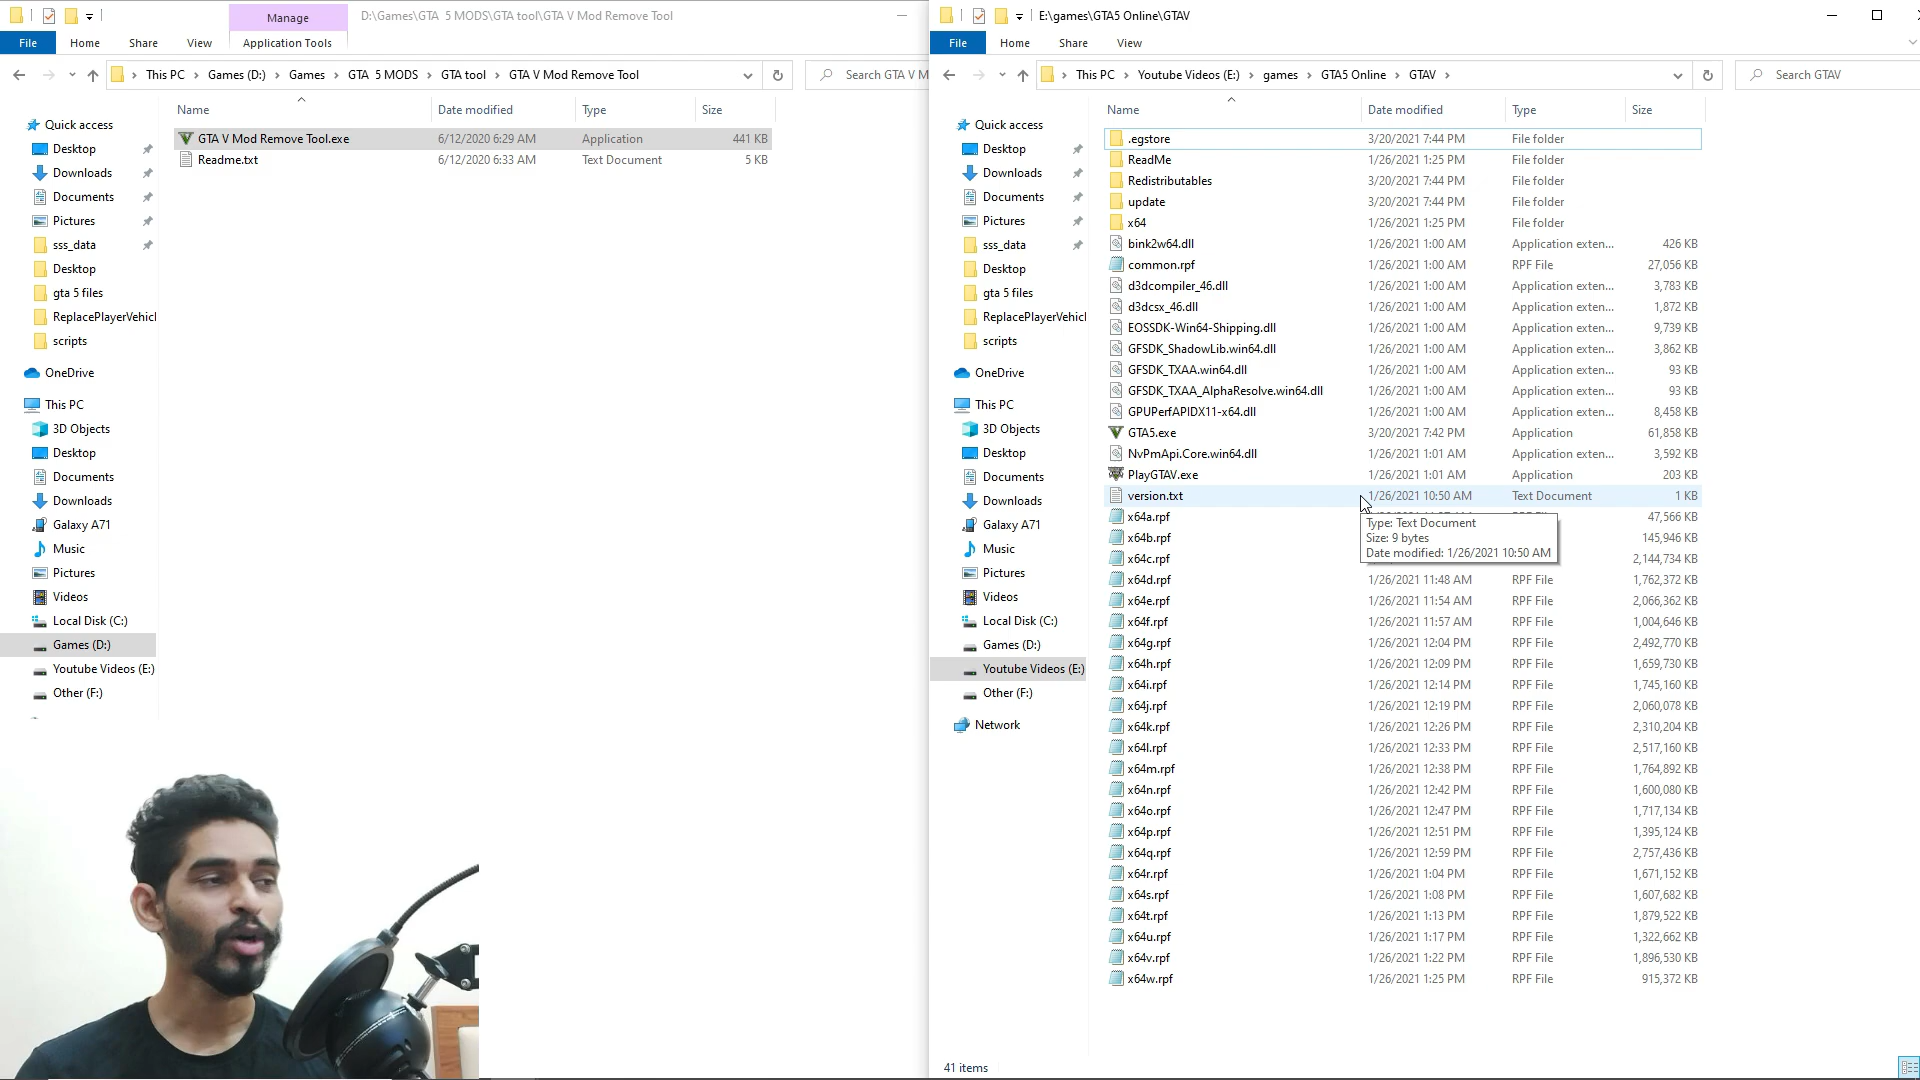 Manage
D:\Games\GTA 5 MODS\GTA tool\GTA V Mod Remove Tool
File Home Share View Application Tools
This PC Games (D:) Games GTA 5 MODS GTA tool GTA V Mod Remove Tool
Search GTA V M
Name Date modified Type Size
GTA V Mod Remove Tool.exe 6/12/2020 6:29 AM Application 441 KB
Readme.txt 6/12/2020 6:33 AM Text Document 5 KB
Quick access
Desktop
Downloads
Documents
Pictures
sss_data
Desktop
gta 5 files
ReplacePlayerVehicl
scripts
OneDrive
This PC
3D Objects
Desktop
Documents
Downloads
Galaxy A71
Music
Pictures
Videos
Local Disk (C:)
Games (D:)
Youtube Videos (E:)
Other (F:)
E:\games\GTA5 Online\GTAV
File Home Share View
This PC Youtube Videos (E:) games GTA5 Online GTAV
Search GTAV
Quick access
Desktop
Downloads
Documents
Pictures
sss_data
Desktop
gta 5 files
ReplacePlayerVehicl
scripts
OneDrive
This PC
3D Objects
Desktop
Documents
Downloads
Galaxy A71
Music
Pictures
Videos
Local Disk (C:)
Games (D:)
Youtube Videos (E:)
Other (F:)
Network
Name Date modified Type Size
.egstore 3/20/2021 7:44 PM File folder
ReadMe 1/26/2021 1:25 PM File folder
Redistributables 3/20/2021 7:44 PM File folder
update 3/20/2021 7:44 PM File folder
x64 1/26/2021 1:25 PM File folder
bink2w64.dll 1/26/2021 1:00 AM Application exten... 426 KB
common.rpf 1/26/2021 1:00 AM RPF File 27,056 KB
d3dcompiler_46.dll 1/26/2021 1:00 AM Application exten... 3,783 KB
d3dcsx_46.dll 1/26/2021 1:00 AM Application exten... 1,872 KB
EOSSDK-Win64-Shipping.dll 1/26/2021 1:00 AM Application exten... 9,739 KB
GFSDK_ShadowLib.win64.dll 1/26/2021 1:00 AM Application exten... 3,862 KB
GFSDK_TXAA.win64.dll 1/26/2021 1:00 AM Application exten... 93 KB
GFSDK_TXAA_AlphaResolve.win64.dll 1/26/2021 1:00 AM Application exten... 93 KB
GPUPerfAPIDX11-x64.dll 1/26/2021 1:00 AM Application exten... 8,458 KB
GTA5.exe 3/20/2021 7:42 PM Application 61,858 KB
NvPmApi.Core.win64.dll 1/26/2021 1:01 AM Application exten... 3,592 KB
PlayGTAV.exe 1/26/2021 1:01 AM Application 203 KB
version.txt 1/26/2021 10:50 AM Text Document 1 KB
x64a.rpf 47,566 KB
Type: Text Document
x64b.rpf 145,946 KB
Size: 9 bytes
x64c.rpf 2,144,734 KB
Date modified: 1/26/2021 10:50 AM
x64d.rpf 1/26/2021 11:48 AM RPF File 1,762,372 KB
x64e.rpf 1/26/2021 11:54 AM RPF File 2,066,362 KB
x64f.rpf 1/26/2021 11:57 AM RPF File 1,004,646 KB
x64g.rpf 1/26/2021 12:04 PM RPF File 2,492,770 KB
x64h.rpf 1/26/2021 12:09 PM RPF File 1,659,730 KB
x64i.rpf 1/26/2021 12:14 PM RPF File 1,745,160 KB
x64j.rpf 1/26/2021 12:19 PM RPF File 2,060,078 KB
x64k.rpf 1/26/2021 12:26 PM RPF File 2,310,204 KB
x64l.rpf 1/26/2021 12:33 PM RPF File 2,517,160 KB
x64m.rpf 1/26/2021 12:38 PM RPF File 1,764,892 KB
x64n.rpf 1/26/2021 12:42 PM RPF File 1,600,080 KB
x64o.rpf 1/26/2021 12:47 PM RPF File 1,717,134 KB
x64p.rpf 1/26/2021 12:51 PM RPF File 1,395,124 KB
x64q.rpf 1/26/2021 12:59 PM RPF File 2,757,436 KB
x64r.rpf 1/26/2021 1:04 PM RPF File 1,671,152 KB
x64s.rpf 1/26/2021 1:08 PM RPF File 1,607,682 KB
x64t.rpf 1/26/2021 1:13 PM RPF File 1,879,522 KB
x64u.rpf 1/26/2021 1:17 PM RPF File 1,322,662 KB
x64v.rpf 1/26/2021 1:22 PM RPF File 1,896,530 KB
x64w.rpf 1/26/2021 1:25 PM RPF File 915,372 KB
41 items